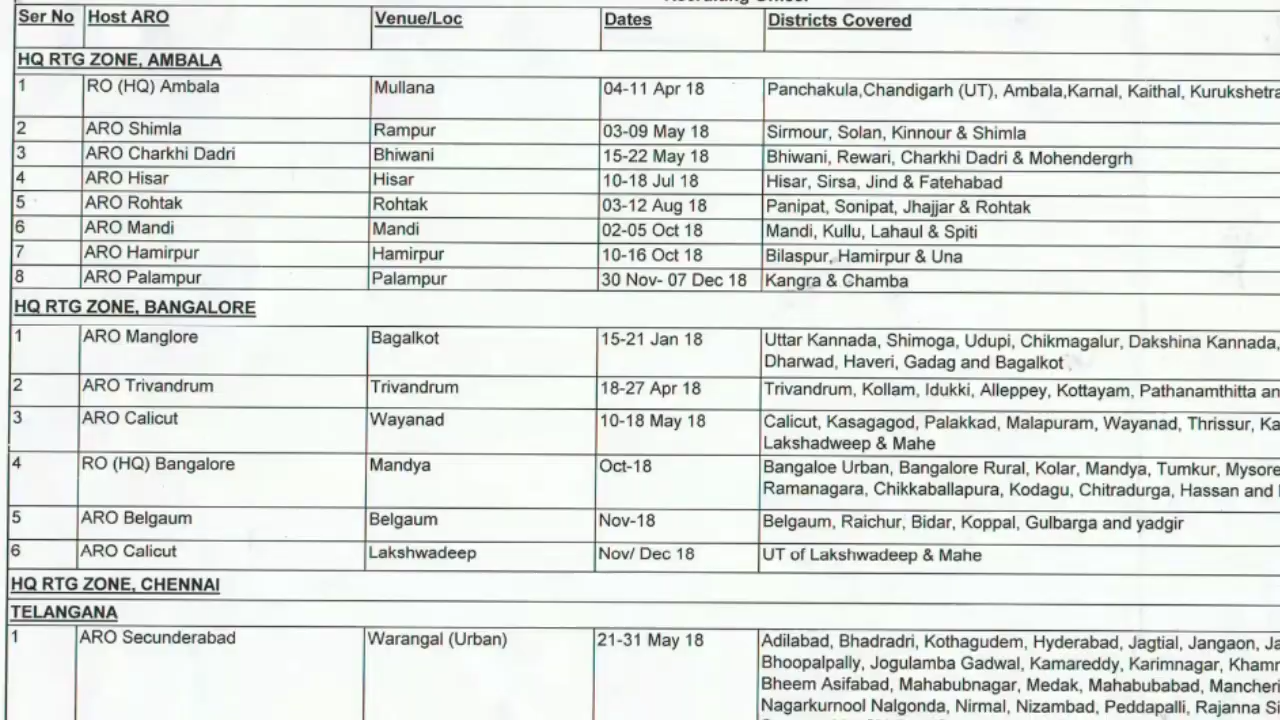 Ser No Host ARO Venue/Loc Dates Districts Covered
HQ RTG ZONE, AMBALA
1 RO (HQ) Ambala Mullana 04-11 Apr 18 Panchakula,Chandigarh (UT), Ambala,Karnal, Kaithal, Kurukshetra
2 ARO Shimla Rampur 03-09 May 18 Sirmour, Solan, Kinnour & Shimla
3 ARO Charkhi Dadri Bhiwani 15-22 May 18 Bhiwani, Rewari, Charkhi Dadri & Mohendergrh
4 ARO Hisar Hisar 10-18 Jul 18 Hisar, Sirsa, Jind & Fatehabad
5 ARO Rohtak Rohtak 03-12 Aug 18 Panipat, Sonipat, Jhajjar & Rohtak
6 ARO Mandi Mandi 02-05 Oct 18 Mandi, Kullu, Lahaul & Spiti
7 ARO Hamirpur Hamirpur 10-16 Oct 18 Bilaspur, Hamirpur & Una
8 ARO Palampur Palampur 30 Nov- 07 Dec 18 Kangra & Chamba
HQ RTG ZONE, BANGALORE
1 ARO Manglore Bagalkot 15-21 Jan 18 Uttar Kannada, Shimoga, Udupi, Chikmagalur, Dakshina Kannada,
Dharwad, Haveri, Gadag and Bagalkot
2 ARO Trivandrum Trivandrum 18-27 Apr 18 Trivandrum, Kollam, Idukki, Alleppey, Kottayam, Pathanamthitta
3 ARO Calicut Wayanad 10-18 May 18 Calicut, Kasagagod, Palakkad, Malapuram, Wayanad, Thrissur,
Lakshadweep & Mahe
4 RO (HQ) Bangalore Mandya Oct-18 Bangaloe Urban, Bangalore Rural, Kolar, Mandya, Tumkur, Mysore
Ramanagara, Chikkaballapura, Kodagu, Chitradurga, Hassan and
5 ARO Belgaum Belgaum Nov-18 Belgaum, Raichur, Bidar, Koppal, Gulbarga and yadgir
6 ARO Calicut Lakshwadeep Nov/ Dec 18 UT of Lakshwadeep & Mahe
HQ RTG ZONE, CHENNAI
TELANGANA
1 ARO Secunderabad Warangal (Urban) 21-31 May 18 Adilabad, Bhadradri, Kothagudem, Hyderabad, Jagtial, Jangaon,
Bhoopalpally, Jogulamba Gadwal, Kamareddy, Karimnagar,
Bheem Asifabad, Mahabubnagar, Medak, Mahabubabad,
Nagarkurnool Nalgonda, Nirmal, Nizambad, Peddapalli, Rajanna